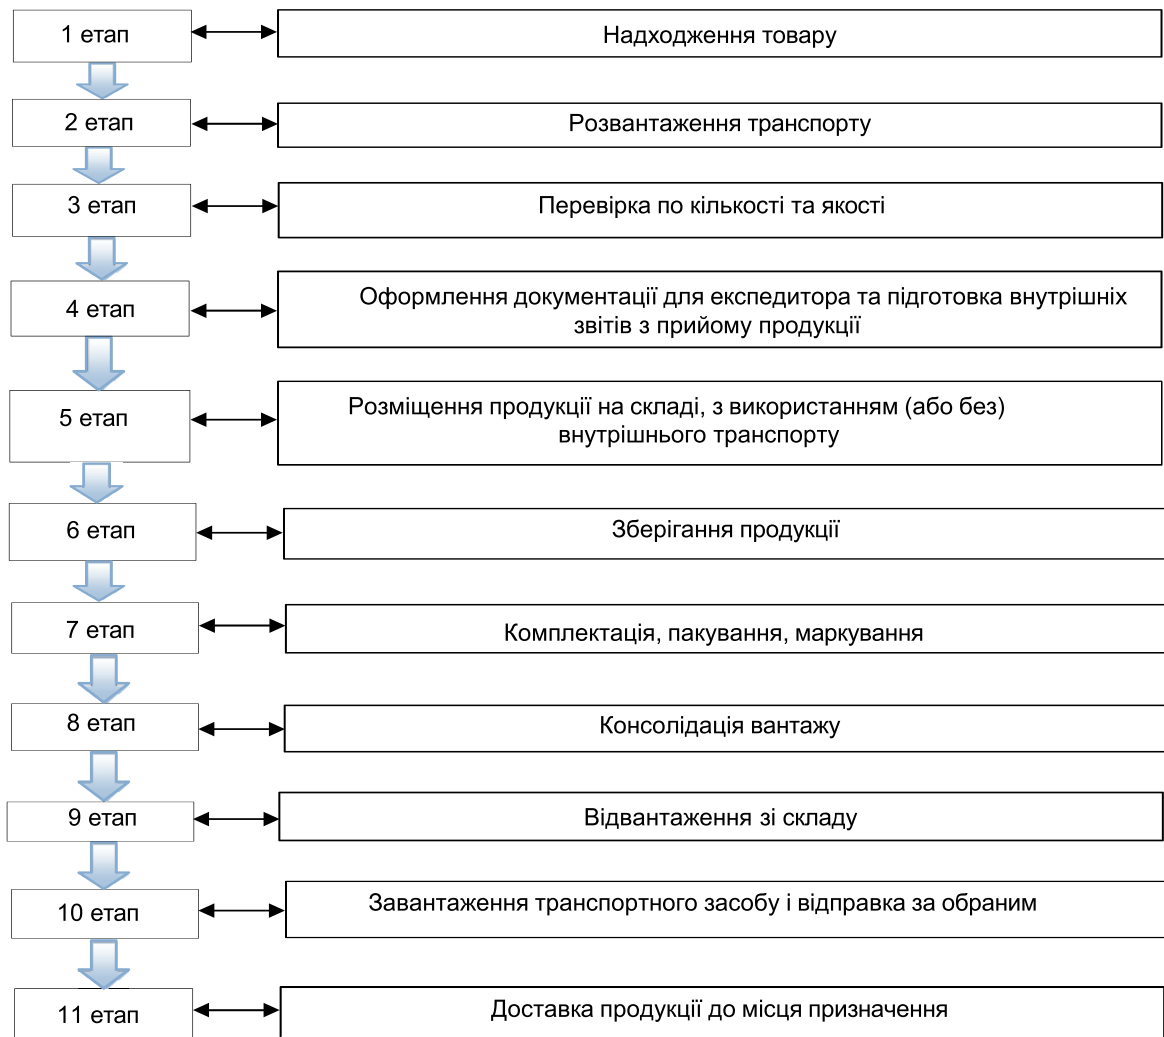 1 етап
Надходження товару
2 етап
Розвантаження транспорту
3 етап
Перевірка по кількості та якості
4 етап
Оформлення документації для експедитора та підготовка внутрішніх
звітів з прийому продукції
5 етап
Розміщення продукції на складі, з використанням (або без)
внутрішнього транспорту
6 етап
Зберігання продукції
7 етап
Комплектація, пакування, маркування
8 етап
Консолідація вантажу
9 етап
Відвантаження зі складу
10 етап
Завантаження транспортного засобу і відправка за обраним
11 етап
Доставка продукції до місця призначення